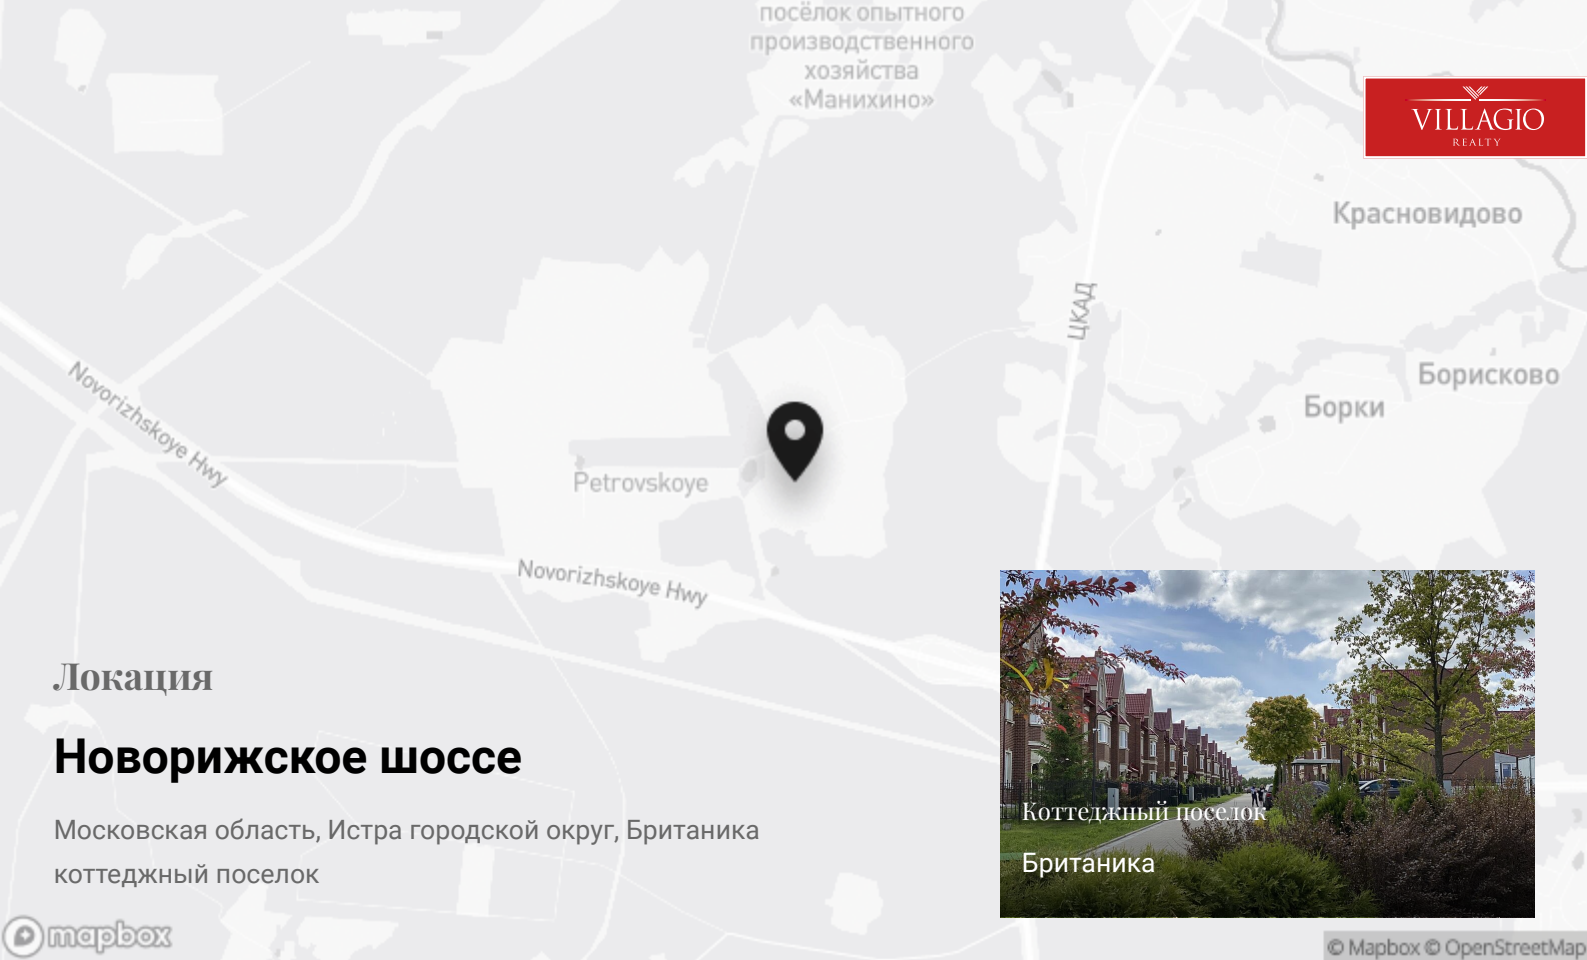 посёлок опытного
производственного
хозяйства
«Манихино»
VILLAGIO
REALTY
Красновидово
ЦКАД
Борисково
Борки
Novorizhskoye Hwy
Petrovskoye
Novorizhskoye Hwy
Локация
Новорижское шоссе
Московская область, Истра городской округ, Британика
коттеджный поселок
Коттеджный поселок
Британика
mapbox
© Mapbox © OpenStreetMap